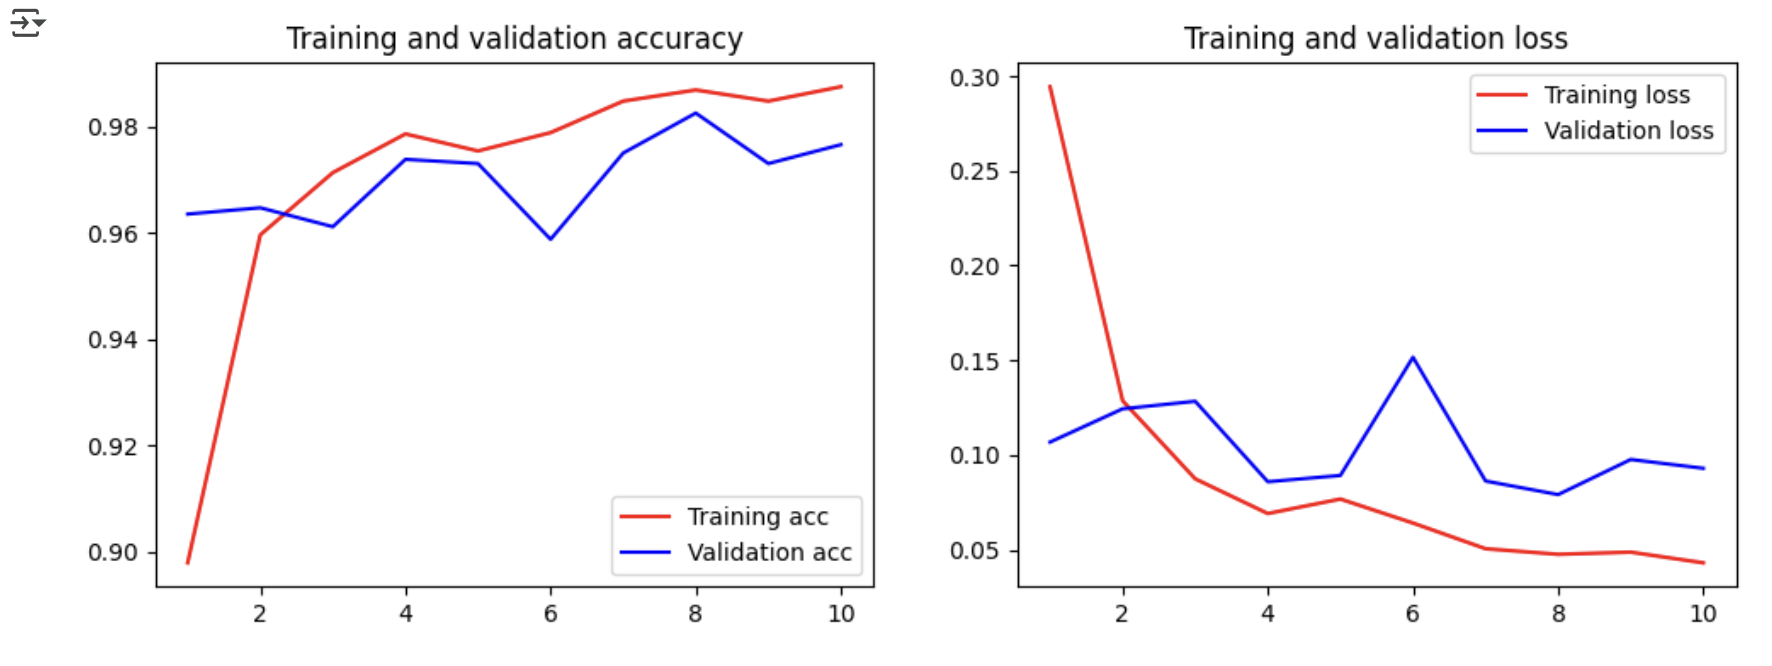 Training and validation accuracy
0.98
0.96
0.94
0.92
0.90
Training acc
Validation acc
2 4 6 8 10
Training and validation loss
0.30
0.25
0.20
0.15
0.10
0.05
Training loss
Validation loss
2 4 6 8 10